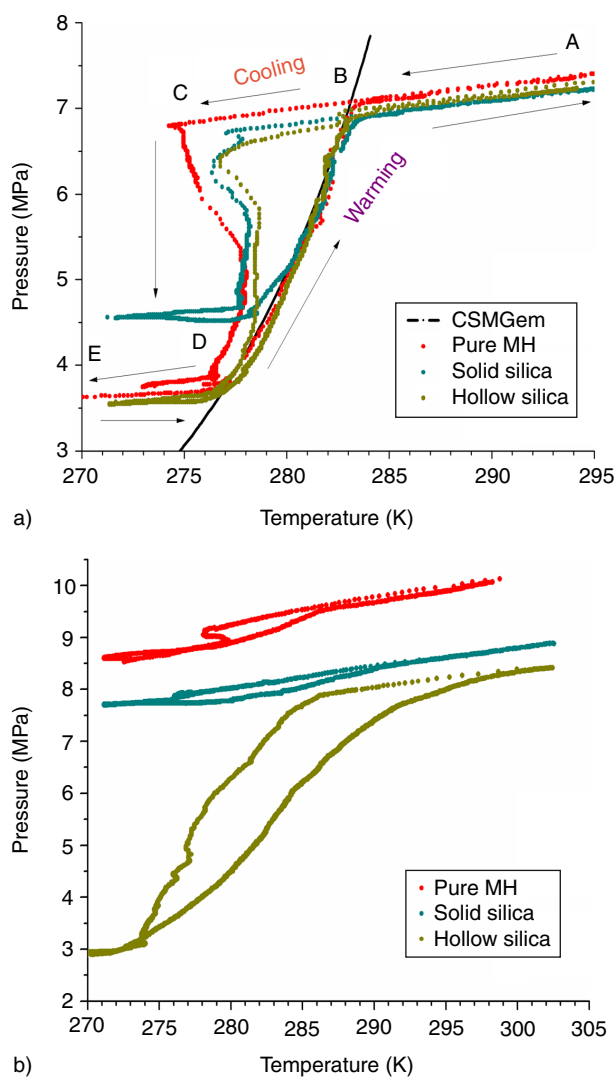 8
7
6
5
4
3
Pressure (MPa)
A
B
C
Cooling
Warming
D
E
CSMGem
Pure MH
Solid silica
Hollow silica
270 275 280 285 290 295
a) Temperature (K)
10
9
8
7
6
5
4
3
2
Pressure (MPa)
Pure MH
Solid silica
Hollow silica
270 275 280 285 290 295 300 305
b) Temperature (K)